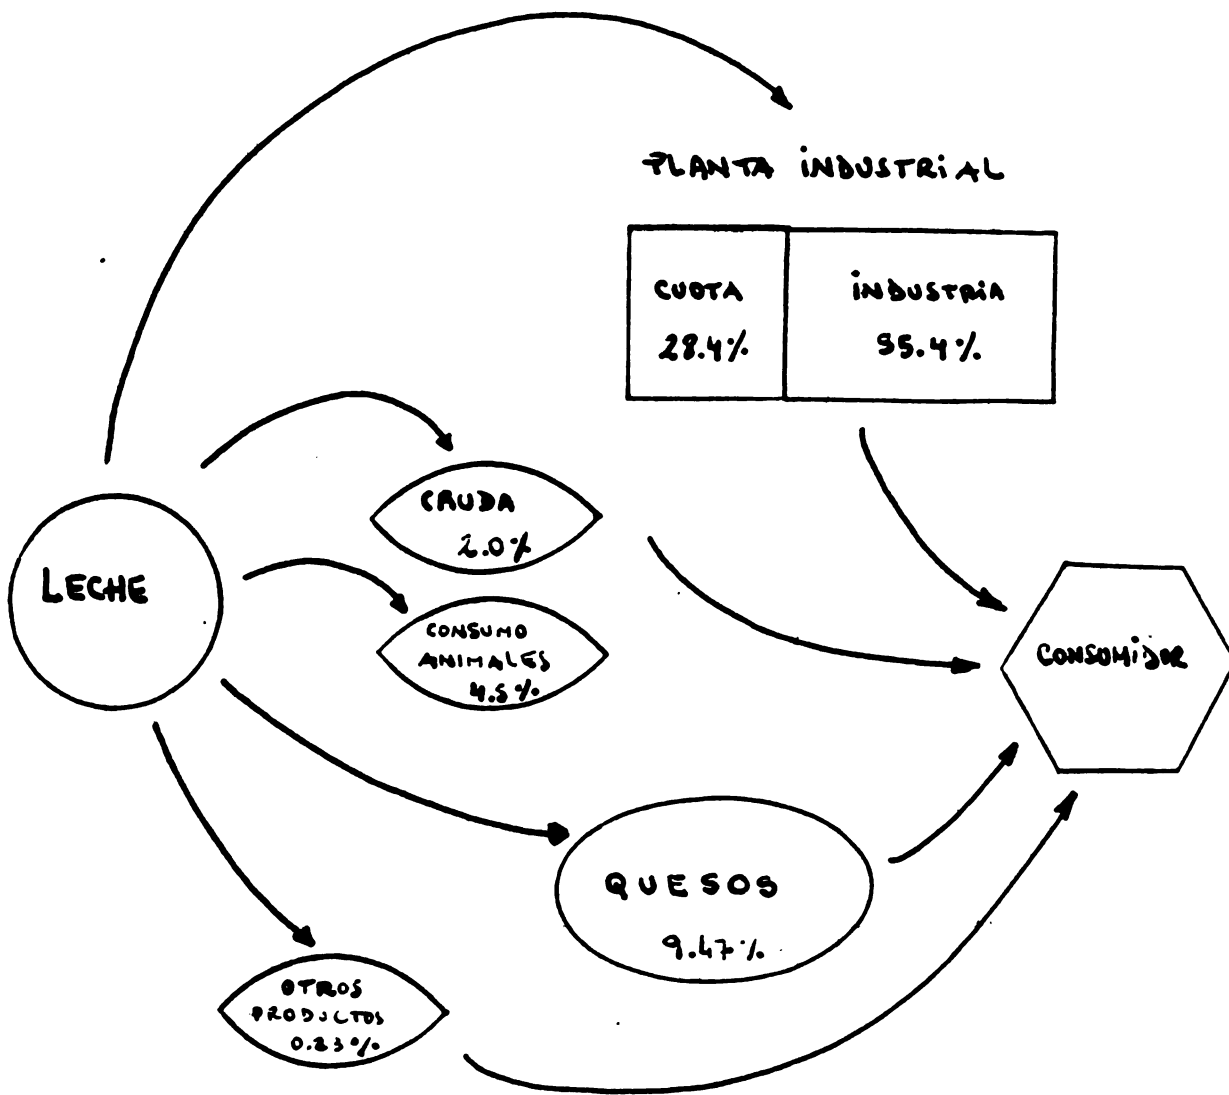 PLANTA INDUSTRIAL
CUOTA
28.4%
INDUSTRIA
55.4%
CRUDA
2.0%
LECHE
CONSUMO
ANIMALES
4.5%
CONSUMIDOR
QUESOS
9.47%
OTROS
PRODUCTOS
0.23%